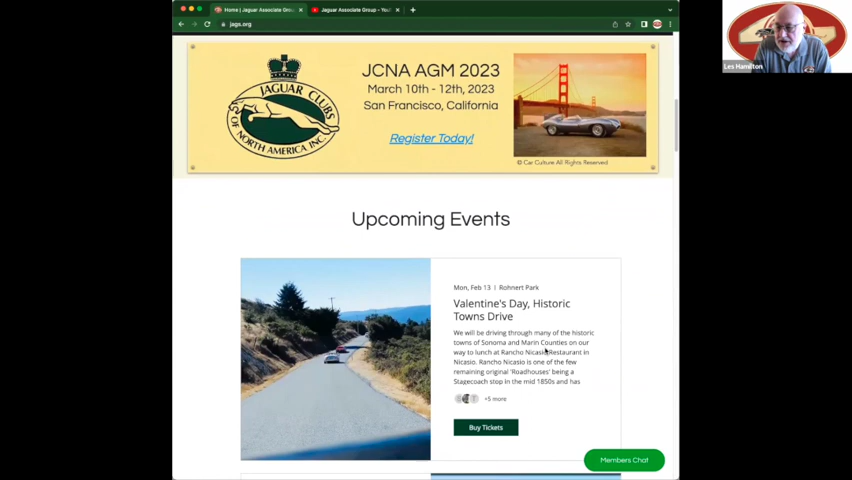 Home | Jaguar Associate Grou
Jaguar Associate Group - You
jags.org
JAGUAR CLUBS
OF NORTH AMERICA INC.
JCNA AGM 2023
March 10th - 12th, 2023
San Francisco, California
Register Today!
© Car Culture All Rights Reserved
Les Hamilton
Upcoming Events
Mon, Feb 13 | Rohnert Park
Valentine's Day, Historic
Towns Drive
We will be driving through many of the historic
towns of Sonoma and Marin Counties on our
way to lunch at Rancho Nicasio Restaurant in
Nicasio. Rancho Nicasio is one of the few
remaining original 'Roadhouses' being a
Stagecoach stop in the mid 1850s and has
+5 more
Buy Tickets
Members Chat